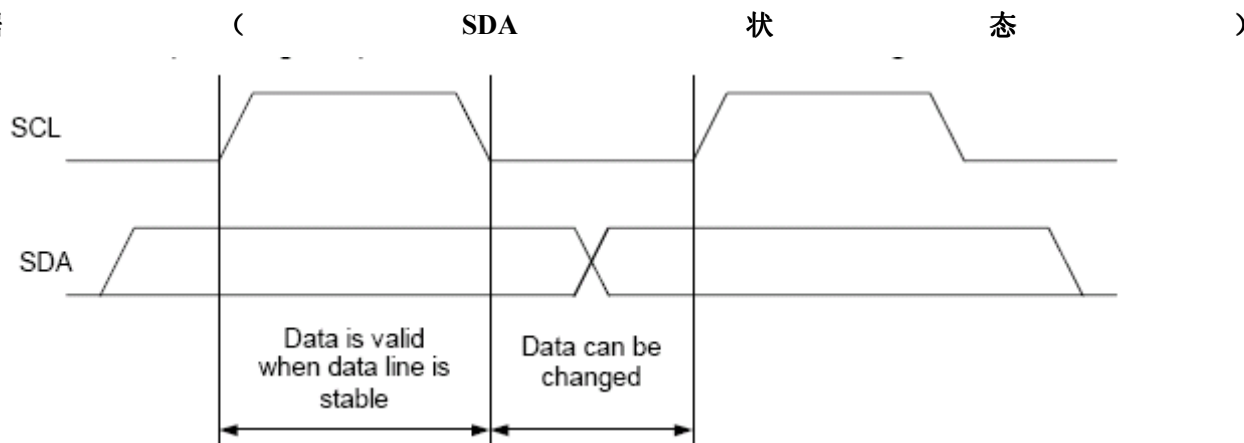 （ SDA 状 态 ）
SCL
SDA
Data is valid
when data line is
stable
Data can be
changed